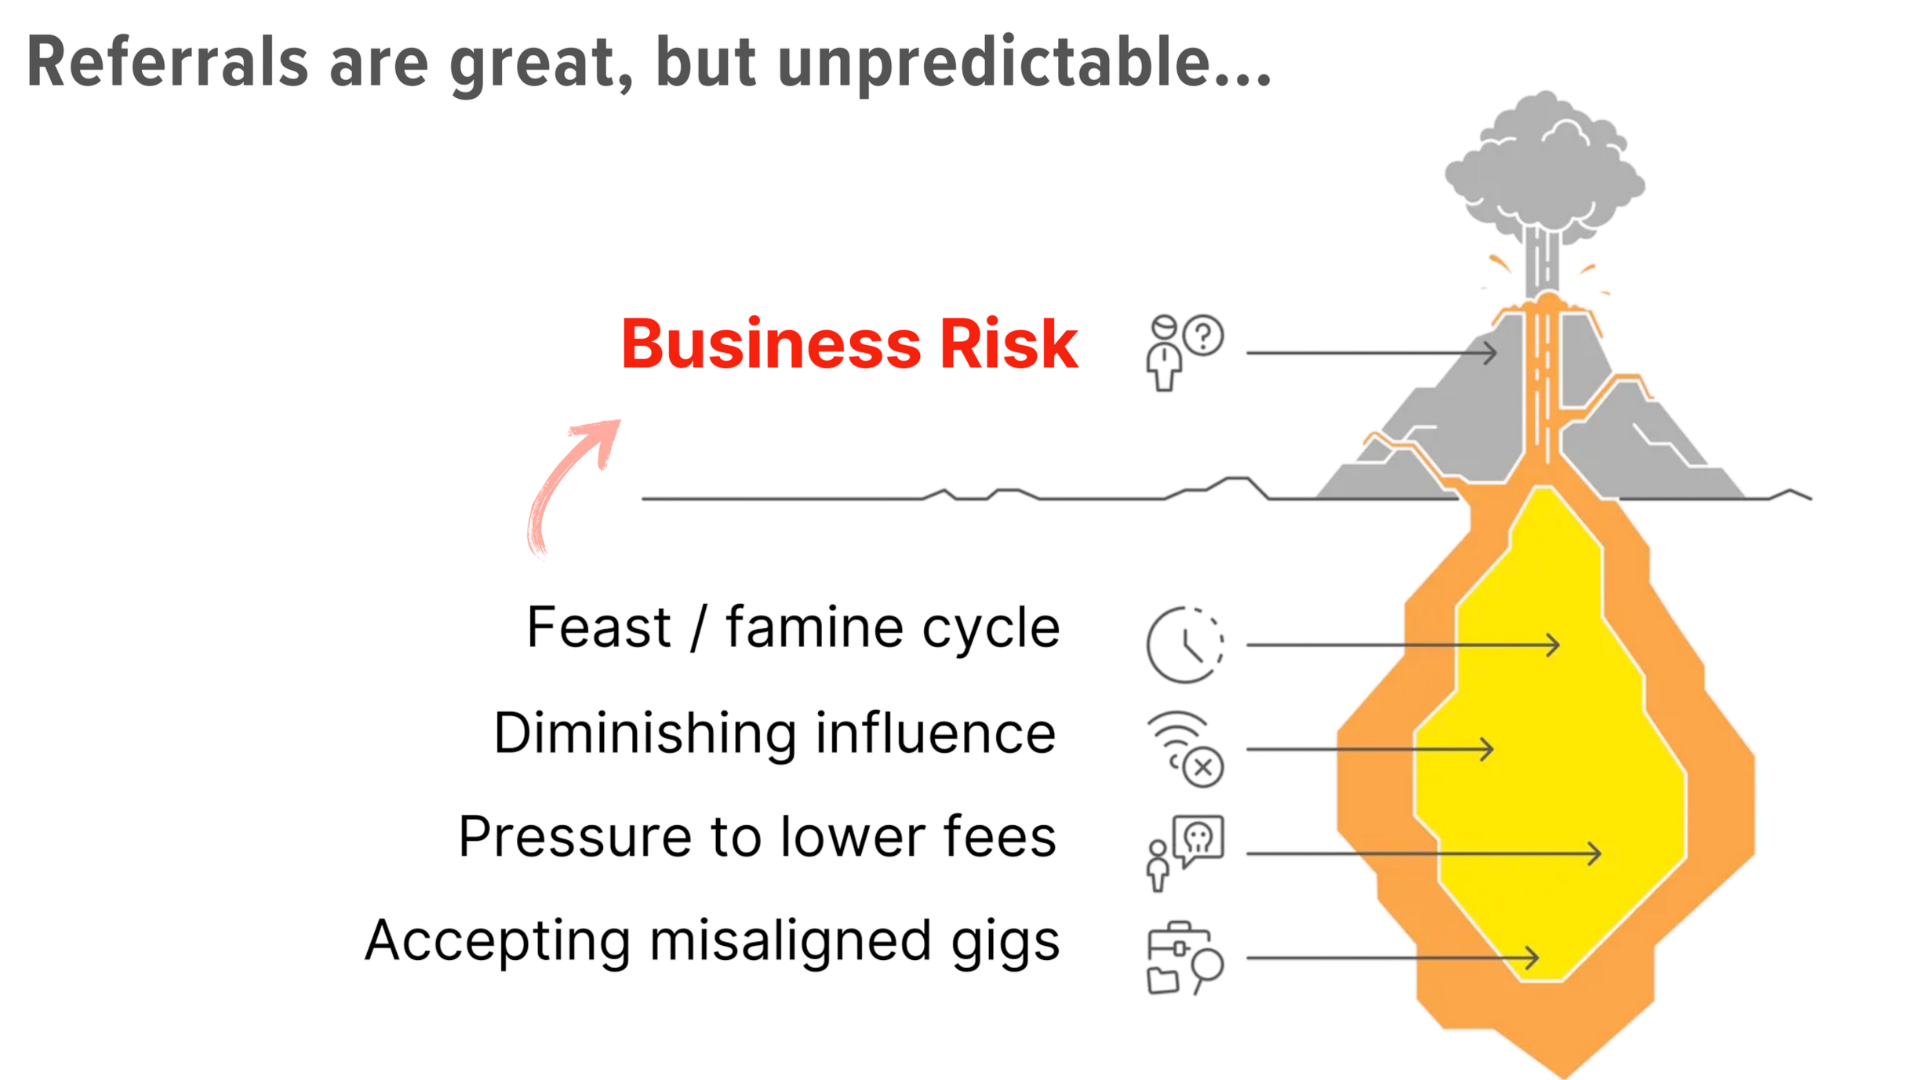 Referrals are great, but unpredictable...
Business Risk
?
Feast / famine cycle
Diminishing influence
Pressure to lower fees
Accepting misaligned gigs